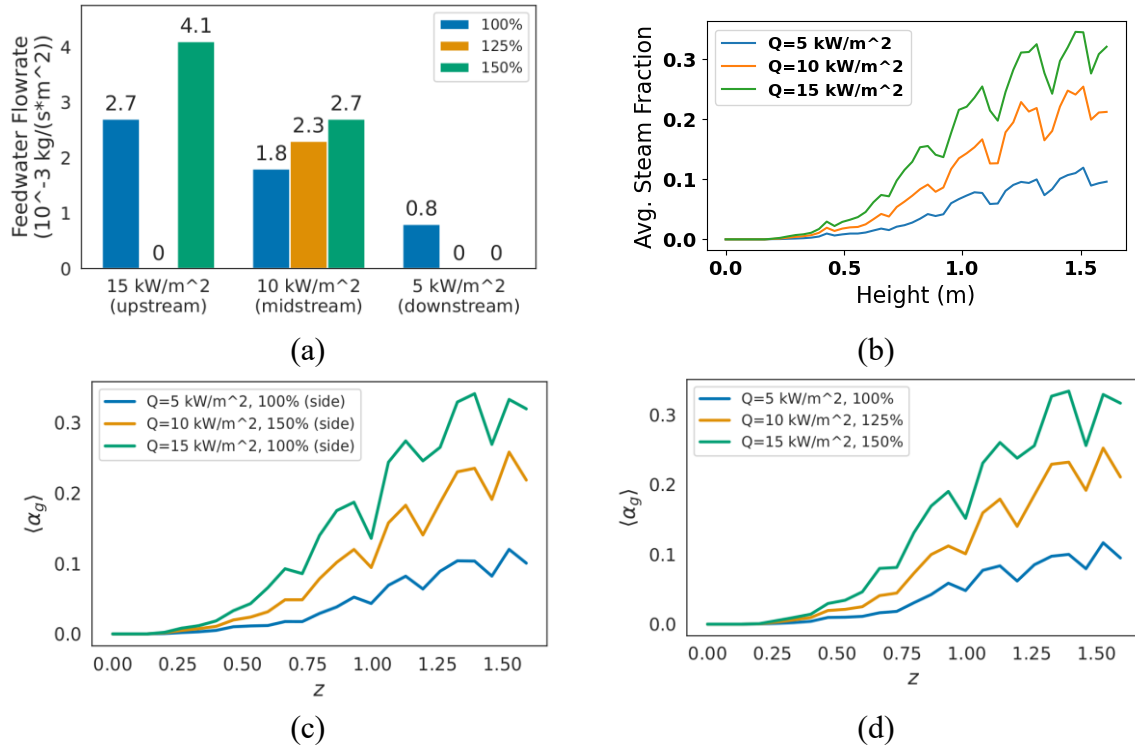 Feedwater Flowrate
(10^-3 kg/(s*m^2))
4
3
2
1
0
2.7
0
4.1
1.8
2.3
2.7
0.8
0
0
100%
125%
150%
15 kW/m^2
(upstream)
10 kW/m^2
(midstream)
5 kW/m^2
(downstream)
(a)
Avg. Steam Fraction
0.3
0.2
0.1
0.0
Q=5 kW/m^2
Q=10 kW/m^2
Q=15 kW/m^2
0.0
0.5
1.0
1.5
Height (m)
(b)
⟨α_g⟩
0.3
0.2
0.1
0.0
Q=5 kW/m^2, 100% (side)
Q=10 kW/m^2, 150% (side)
Q=15 kW/m^2, 100% (side)
0.00
0.25
0.50
0.75
1.00
1.25
1.50
z
(c)
⟨α_g⟩
0.3
0.2
0.1
0.0
Q=5 kW/m^2, 100%
Q=10 kW/m^2, 125%
Q=15 kW/m^2, 150%
0.00
0.25
0.50
0.75
1.00
1.25
1.50
z
(d)